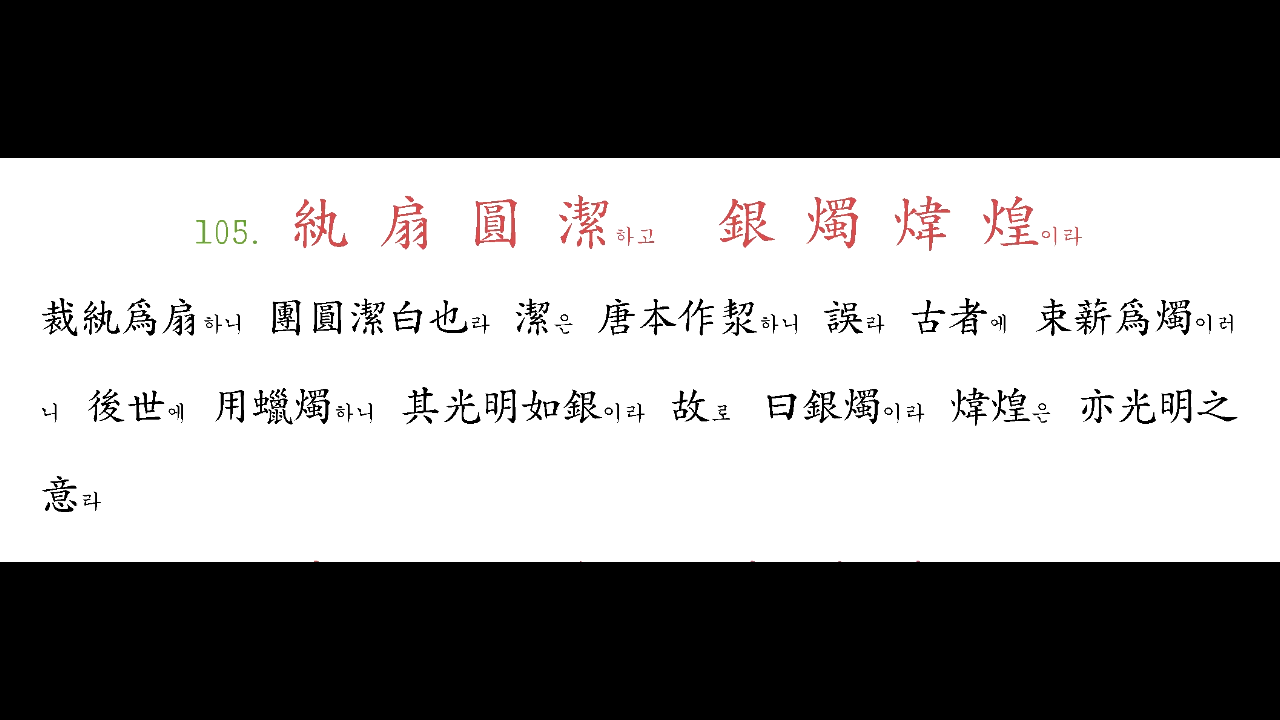 105. 紈扇圓潔하고 銀燭煒煌이라
裁紈爲扇하니 團圓潔白也라 潔은 唐本作潔하니 誤라 古者에 束薪爲燭이러
니 後世에 用蠟燭하니 其光明如銀이라 故로 曰銀燭이라 煒煌은 亦光明之
意라